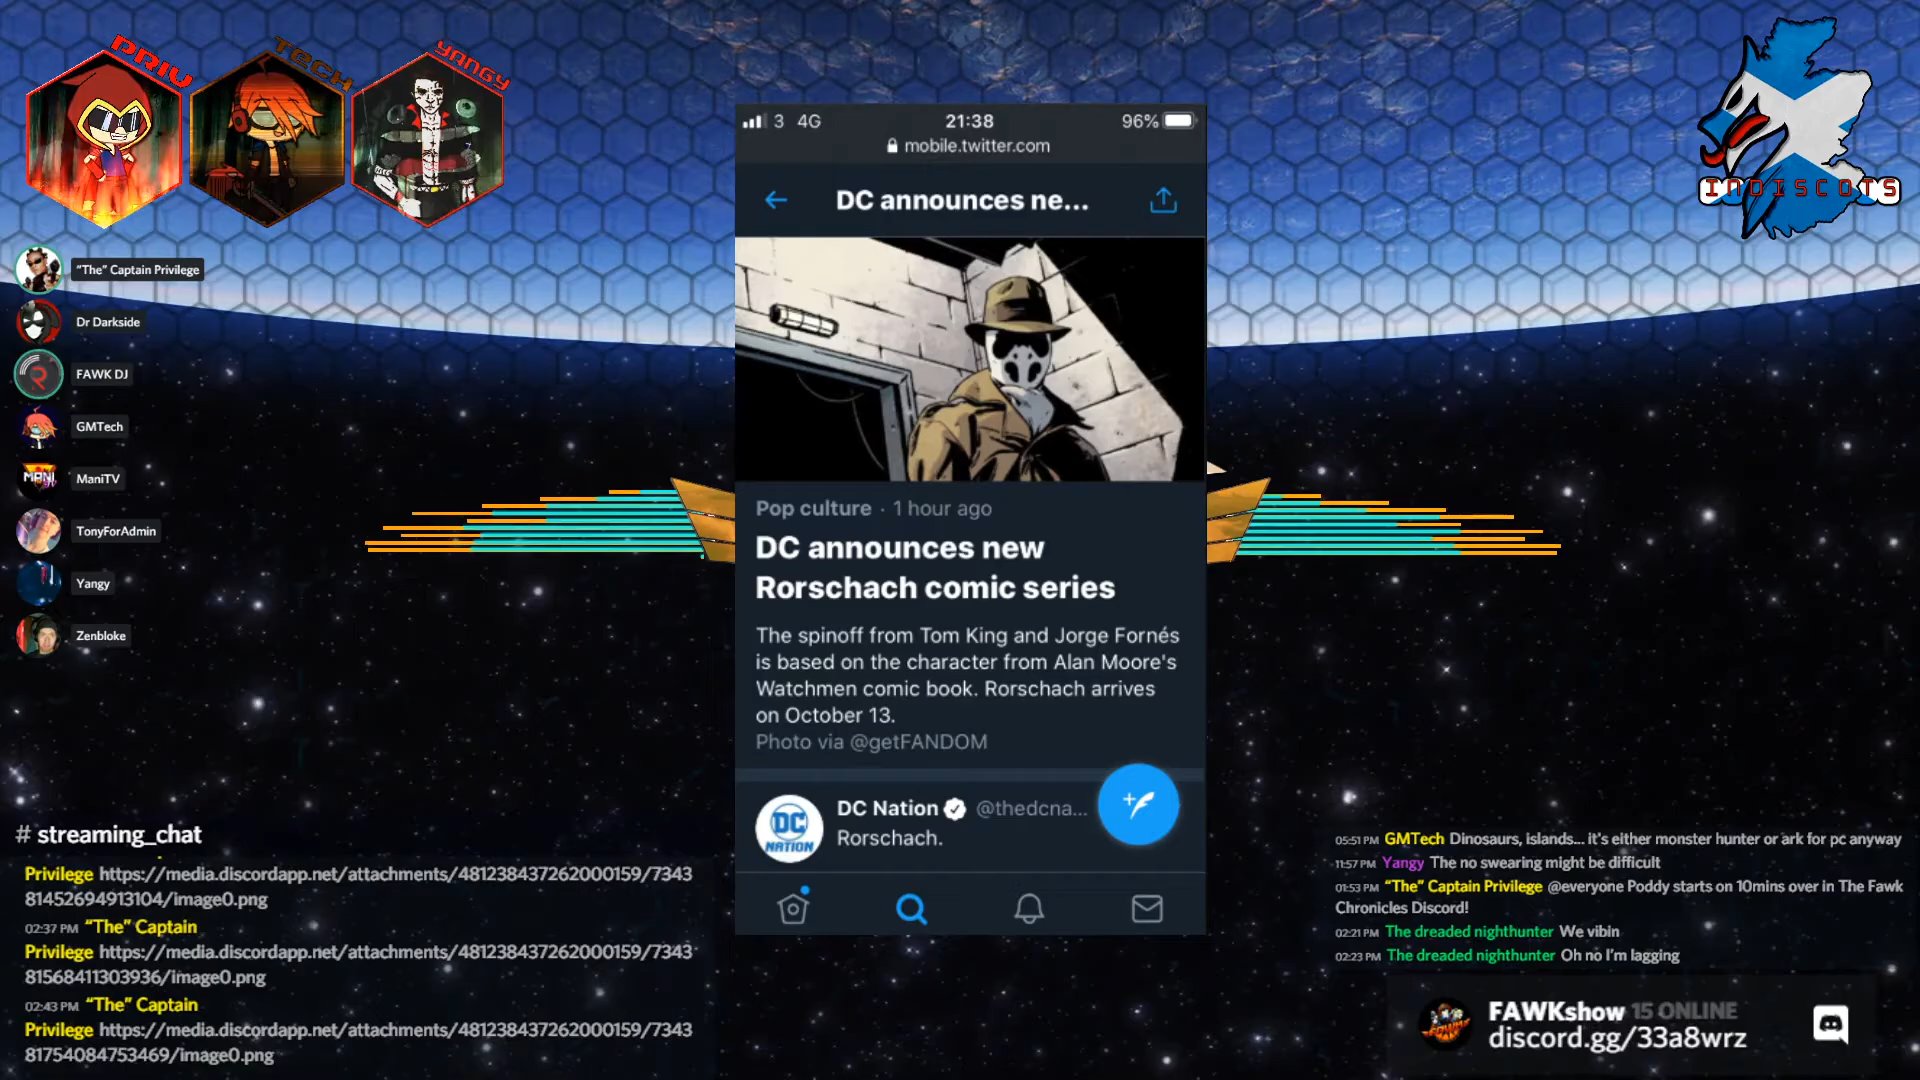 PRIV
TECH
YANGY
INDISCOTS
"The" Captain Privilege
Dr Darkside
FAWK DJ
GMTech
MANI
ManiTV
TonyForAdmin
Yangy
Zenbloke
3 4G 21:38 96%
mobile.twitter.com
DC announces ne...
Pop culture · 1 hour ago
DC announces new
Rorschach comic series
The spinoff from Tom King and Jorge Fornés
is based on the character from Alan Moore's
Watchmen comic book. Rorschach arrives
on October 13.
Photo via @getFANDOM
DC NATION
DC Nation @thedcna...
Rorschach.
# streaming_chat
Privilege https://media.discordapp.net/attachments/481238437262000159/7343
81452694913104/image0.png
02:37 PM "The" Captain
Privilege https://media.discordapp.net/attachments/481238437262000159/7343
81568411303936/image0.png
02:43 PM "The" Captain
Privilege https://media.discordapp.net/attachments/481238437262000159/7343
81754084753469/image0.png
05:51 PM GMTech Dinosaurs, islands... it's either monster hunter or ark for pc anyway
11:57 PM Yangy The no swearing might be difficult
01:53 PM "The" Captain Privilege @everyone Poddy starts on 10mins over in The Fawk
Chronicles Discord!
02:21 PM The dreaded nighthunter We vibin
02:23 PM The dreaded nighthunter Oh no I'm lagging
FAWKshow 15 ONLINE
discord.gg/33a8wrz